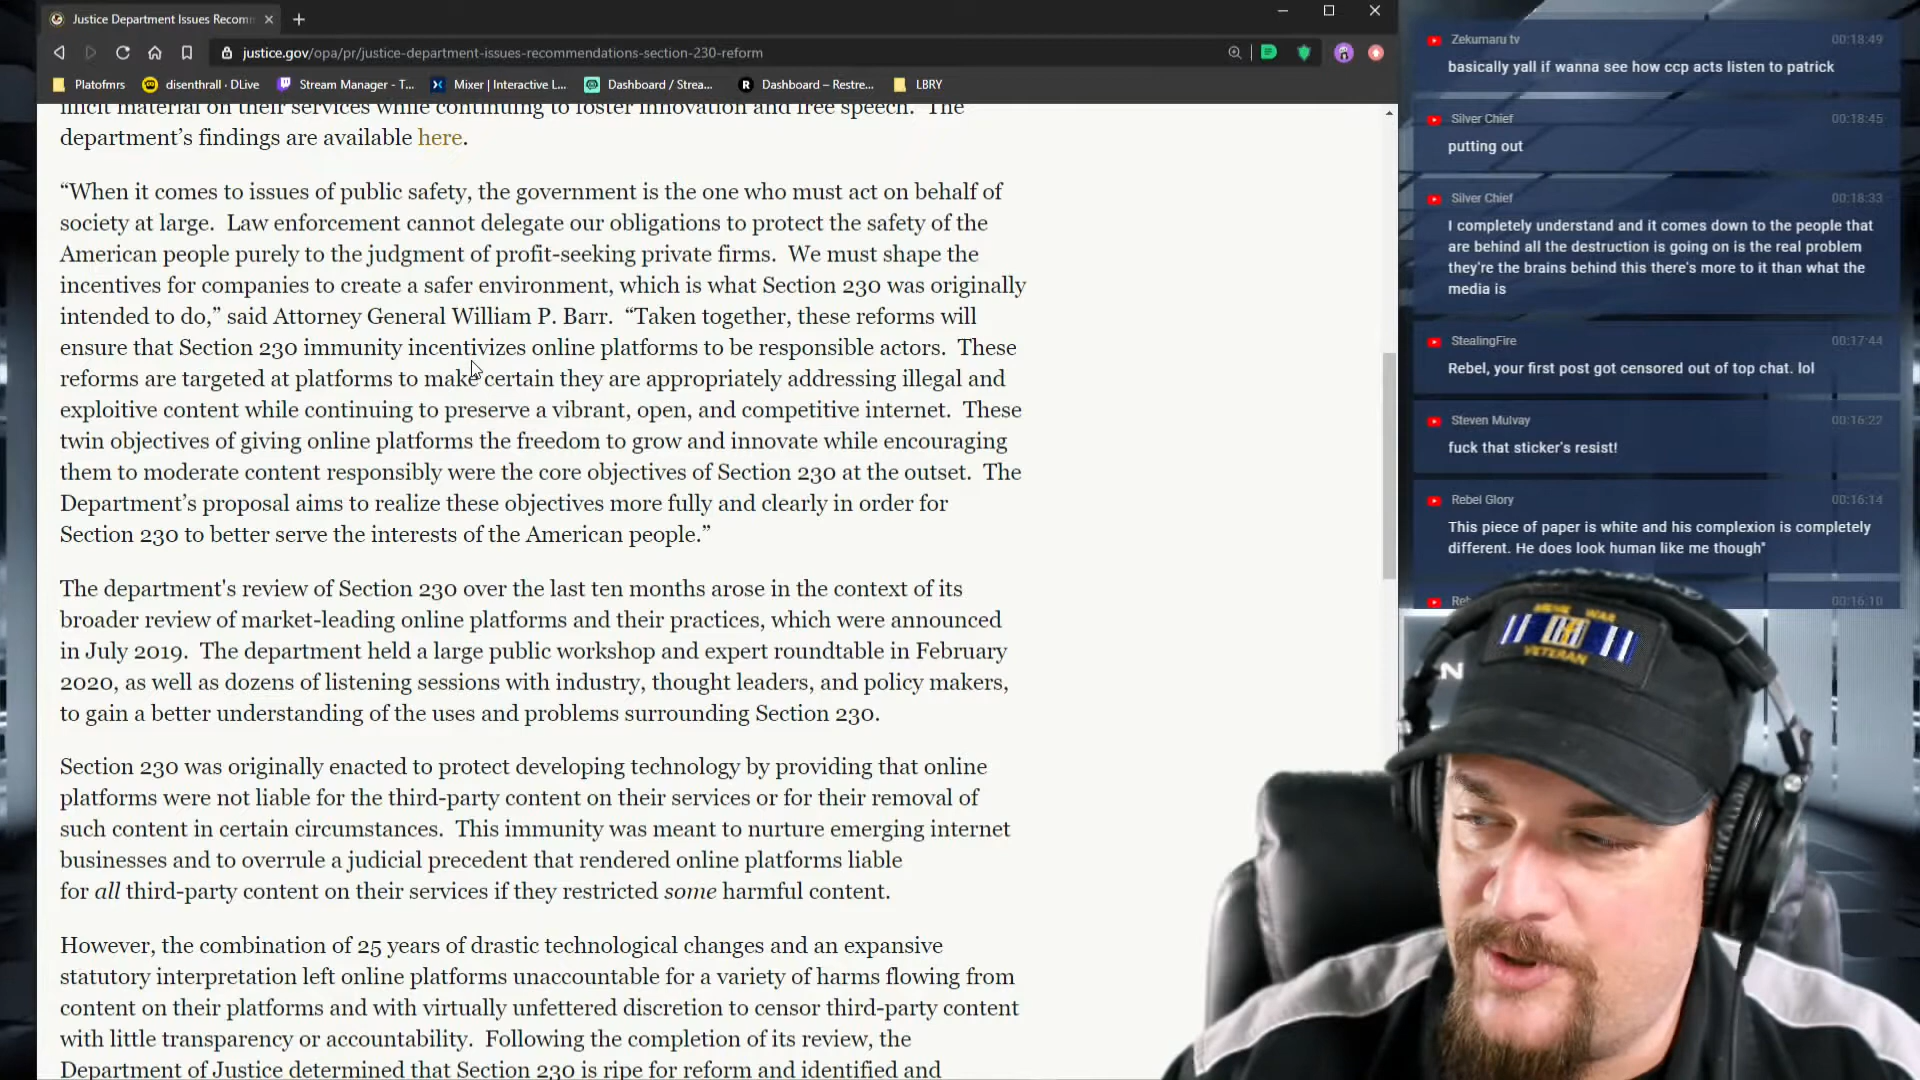 Justice Department Issues Recom
justice.gov/opa/pr/justice-department-issues-recommendations-section-230-reform
Platofmrs
disenthrall · DLive
Stream Manager - T...
Mixer | Interactive L...
Dashboard / Strea...
Dashboard – Restre...
LBRY
illicit material on their services while continuing to foster innovation and free speech.  The
department’s findings are available here.
“When it comes to issues of public safety, the government is the one who must act on behalf of
society at large.  Law enforcement cannot delegate our obligations to protect the safety of the
American people purely to the judgment of profit-seeking private firms.  We must shape the
incentives for companies to create a safer environment, which is what Section 230 was originally
intended to do,” said Attorney General William P. Barr.  “Taken together, these reforms will
ensure that Section 230 immunity incentivizes online platforms to be responsible actors.  These
reforms are targeted at platforms to make certain they are appropriately addressing illegal and
exploitive content while continuing to preserve a vibrant, open, and competitive internet.  These
twin objectives of giving online platforms the freedom to grow and innovate while encouraging
them to moderate content responsibly were the core objectives of Section 230 at the outset.  The
Department’s proposal aims to realize these objectives more fully and clearly in order for
Section 230 to better serve the interests of the American people.”
The department's review of Section 230 over the last ten months arose in the context of its
broader review of market-leading online platforms and their practices, which were announced
in July 2019.  The department held a large public workshop and expert roundtable in February
2020, as well as dozens of listening sessions with industry, thought leaders, and policy makers,
to gain a better understanding of the uses and problems surrounding Section 230.
Section 230 was originally enacted to protect developing technology by providing that online
platforms were not liable for the third-party content on their services or for their removal of
such content in certain circumstances.  This immunity was meant to nurture emerging internet
businesses and to overrule a judicial precedent that rendered online platforms liable
for all third-party content on their services if they restricted some harmful content.
However, the combination of 25 years of drastic technological changes and an expansive
statutory interpretation left online platforms unaccountable for a variety of harms flowing from
content on their platforms and with virtually unfettered discretion to censor third-party content
with little transparency or accountability.  Following the completion of its review, the
Department of Justice determined that Section 230 is ripe for reform and identified and
Zekumaru tv 00:18:49
basically yall if wanna see how ccp acts listen to patrick
Silver Chief 00:18:45
putting out
Silver Chief 00:18:33
I completely understand and it comes down to the people that
are behind all the destruction is going on is the real problem
they're the brains behind this there's more to it than what the
media is
StealingFire 00:17:44
Rebel, your first post got censored out of top chat. lol
Steven Mulvay 00:16:22
fuck that sticker's resist!
Rebel Glory 00:16:14
This piece of paper is white and his complexion is completely
different. He does look human like me though"
Reb 00:16:10
MEME WAR
VETERAN
N